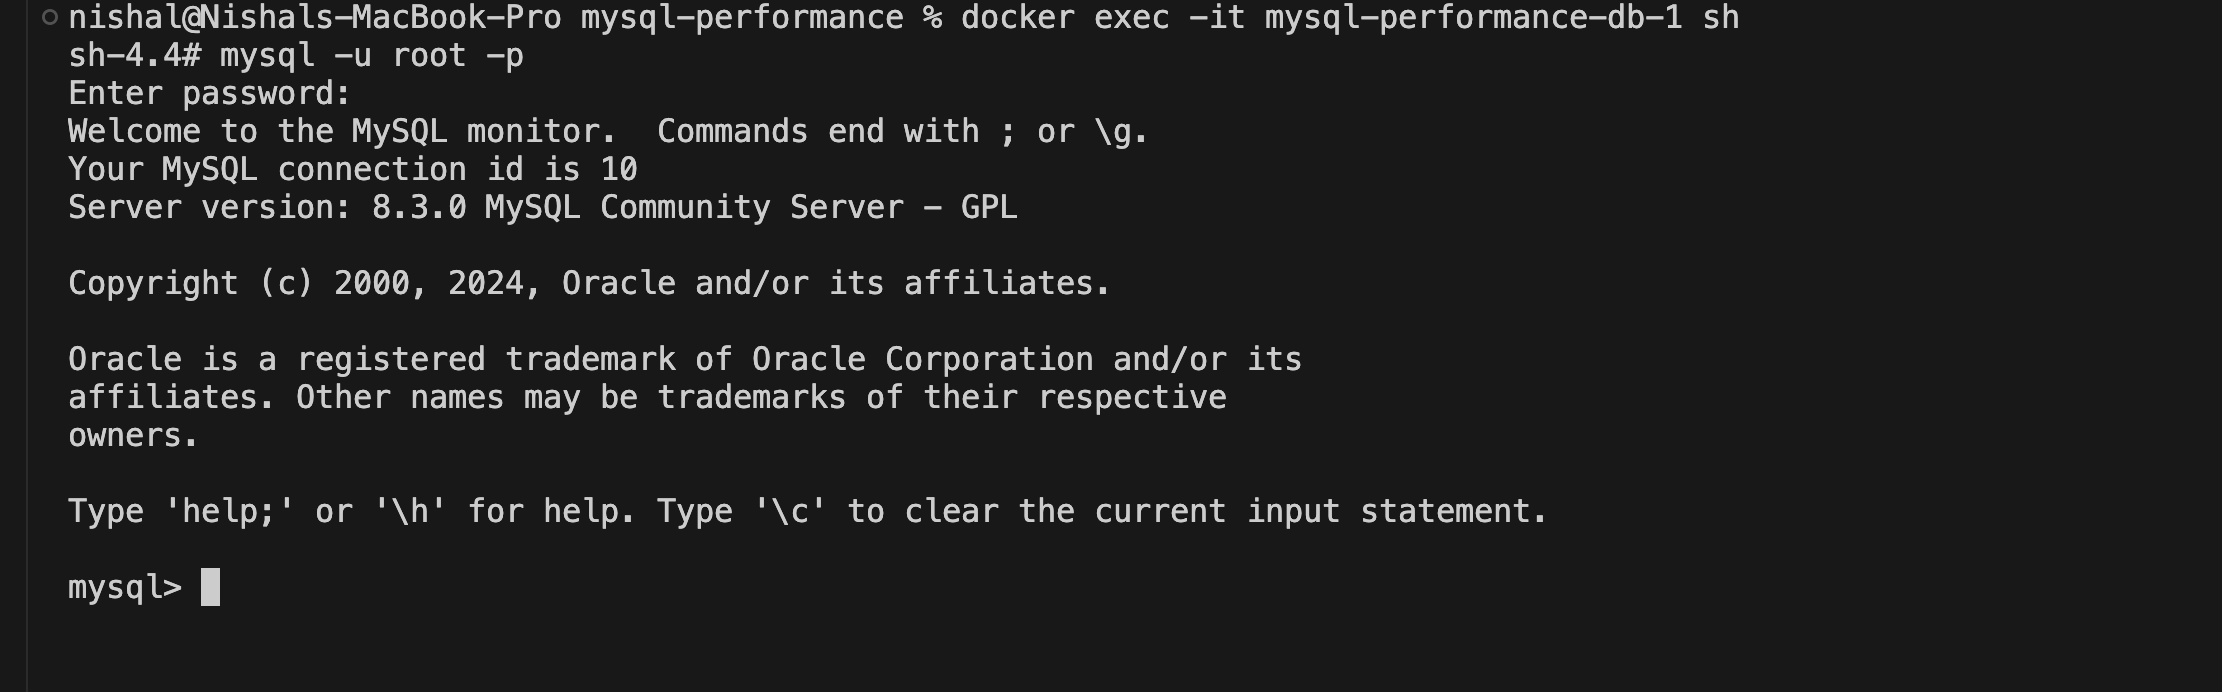 nishal@Nishals-MacBook-Pro mysql-performance % docker exec -it mysql-performance-db-1 sh
sh-4.4# mysql -u root -p
Enter password:
Welcome to the MySQL monitor.  Commands end with ; or \g.
Your MySQL connection id is 10
Server version: 8.3.0 MySQL Community Server - GPL
Copyright (c) 2000, 2024, Oracle and/or its affiliates.
Oracle is a registered trademark of Oracle Corporation and/or its
affiliates. Other names may be trademarks of their respective
owners.
Type 'help;' or '\h' for help. Type '\c' to clear the current input statement.
mysql>